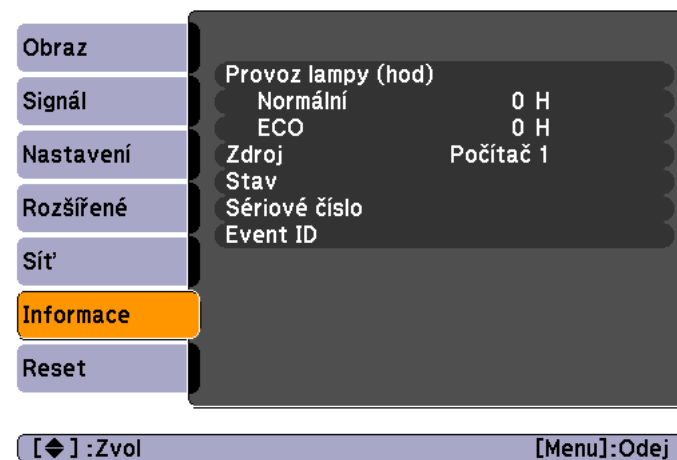 Obraz
Signál
Nastavení
Rozšířené
Síť
Informace
Reset
Provoz lampy (hod)
Normální 0 H
ECO 0 H
Zdroj Počítač 1
Stav
Sériové číslo
Event ID
[◆] :Zvol [Menu]:Odej